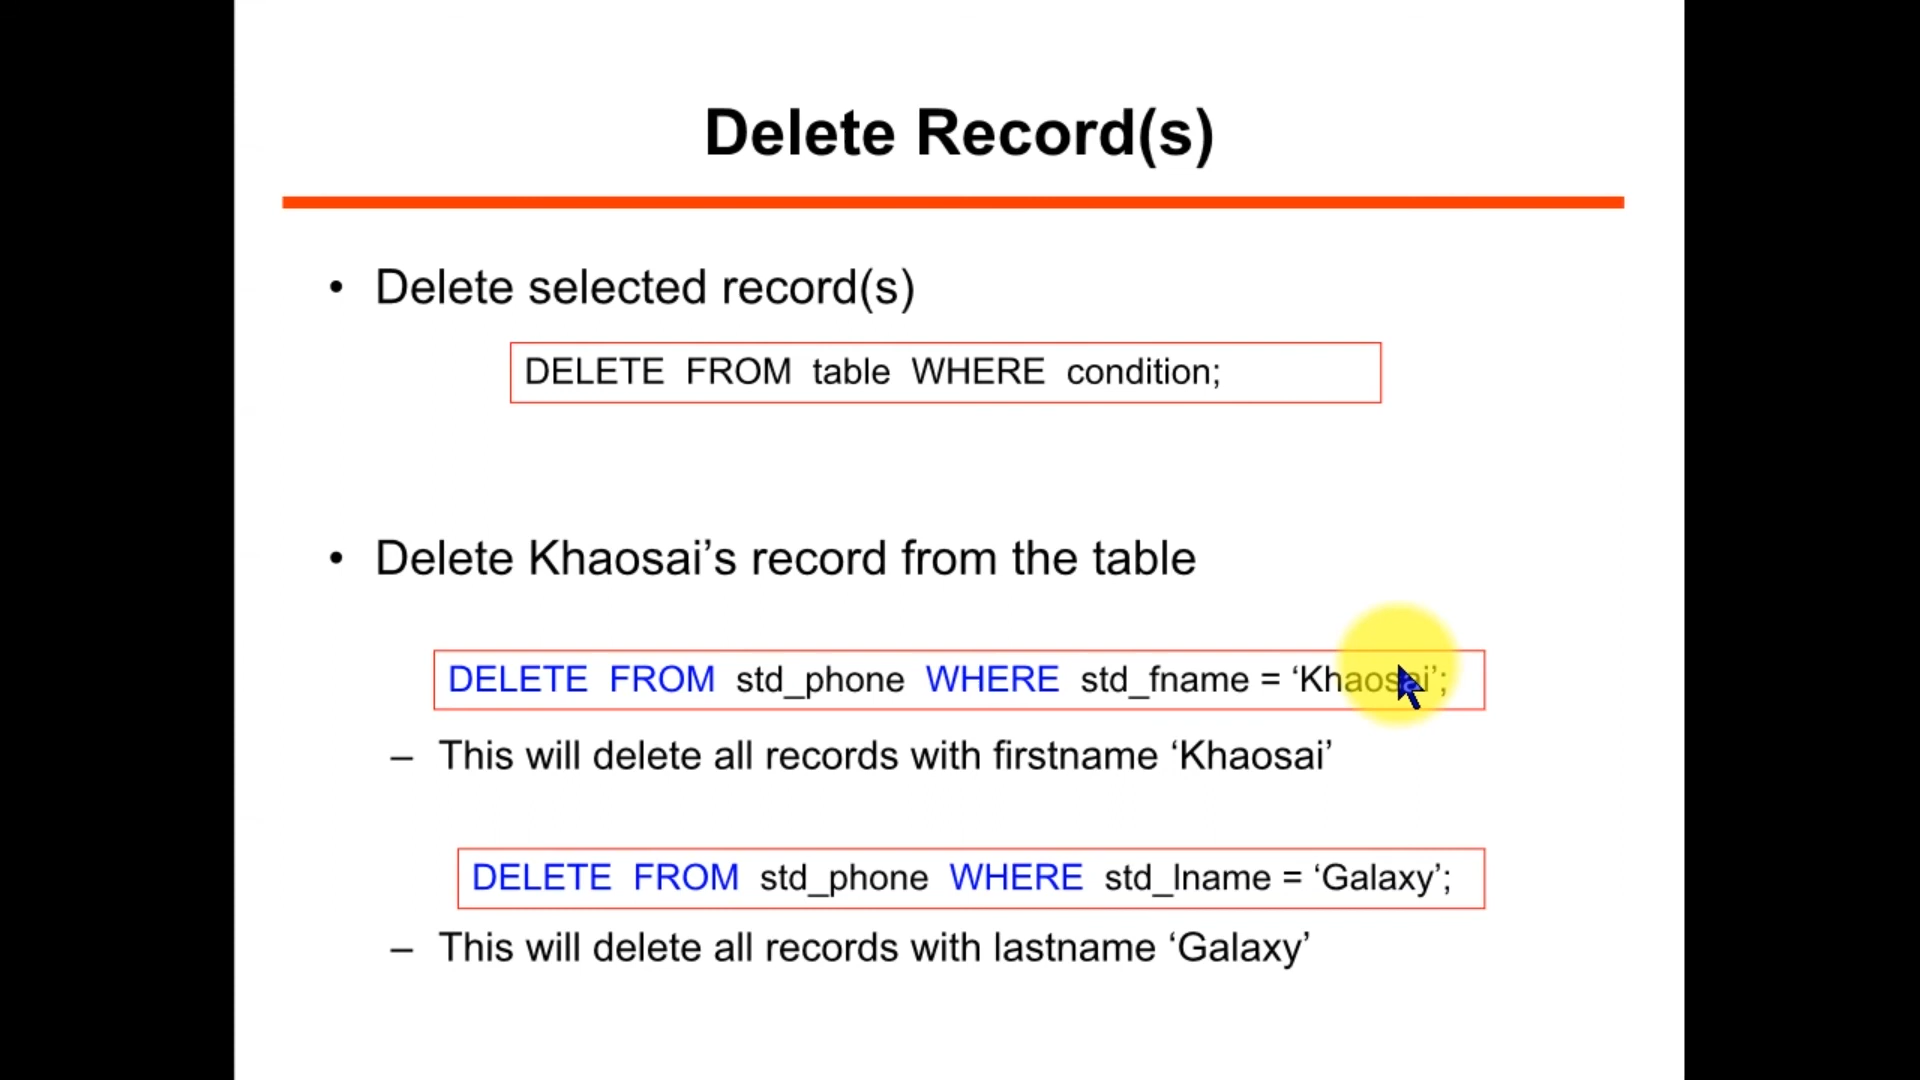 Delete Record(s)
• Delete selected record(s)
DELETE FROM table WHERE condition;
• Delete Khaosai’s record from the table
DELETE FROM std_phone WHERE std_fname = ‘Khaosai’;
– This will delete all records with firstname ‘Khaosai’
DELETE FROM std_phone WHERE std_lname = ‘Galaxy’;
– This will delete all records with lastname ‘Galaxy’